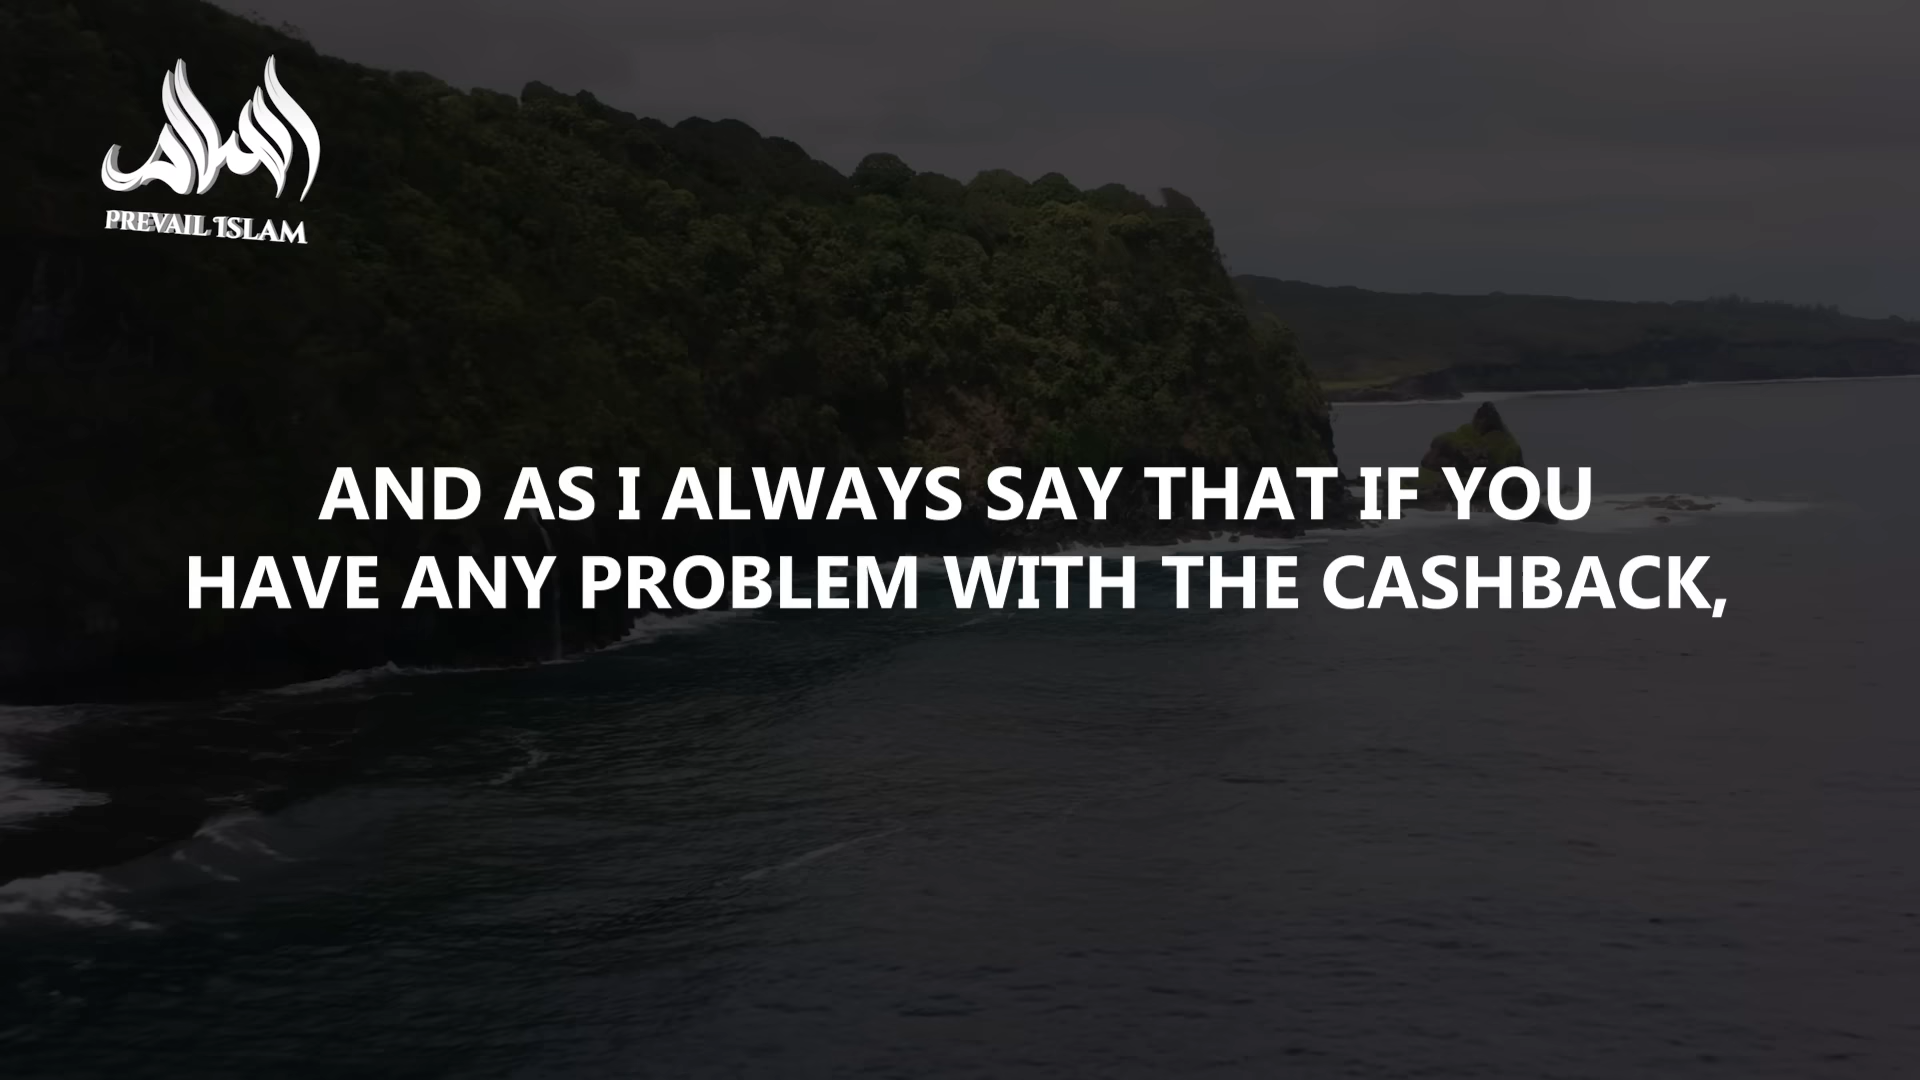 PREVAIL ISLAM
AND AS I ALWAYS SAY THAT IF YOU
HAVE ANY PROBLEM WITH THE CASHBACK,